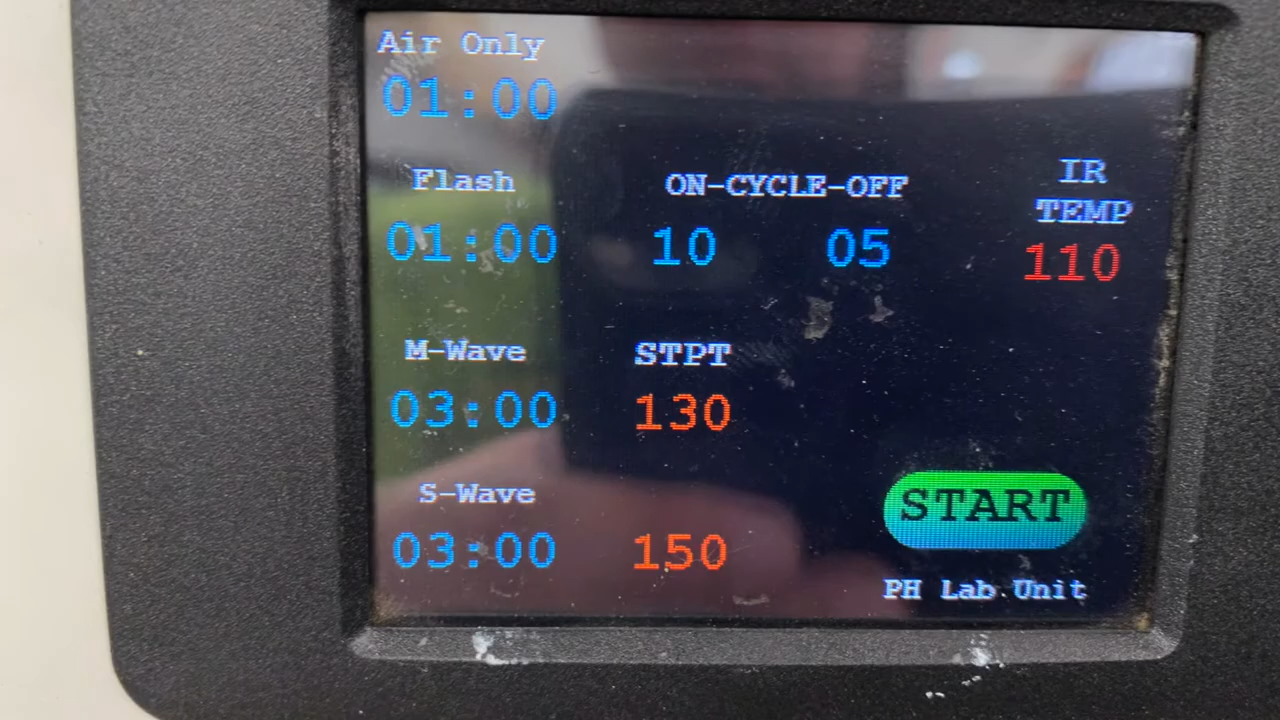 Air Only
01:00
Flash
ON-CYCLE-OFF
IR
TEMP
01:00
10
05
110
M-Wave
STPT
03:00
130
S-Wave
START
03:00
150
PH Lab Unit